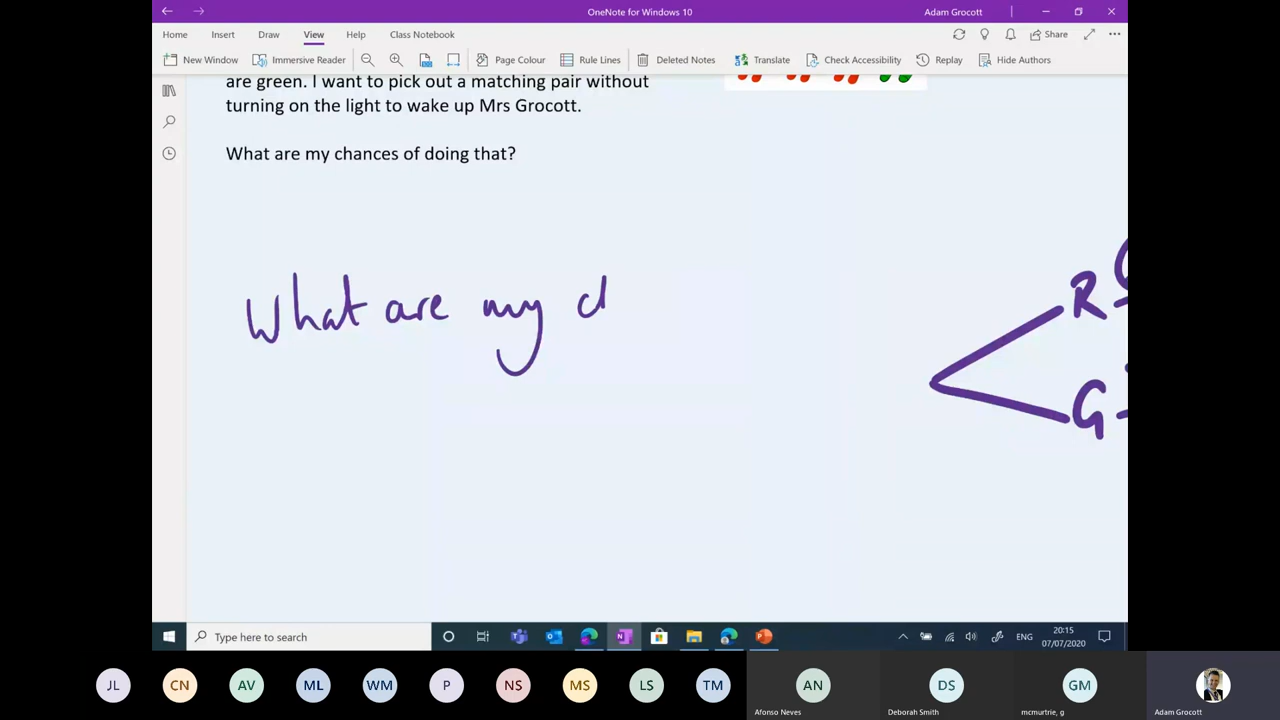 OneNote for Windows 10
Adam Grocott
Home Insert Draw View Help Class Notebook
Share
New Window Immersive Reader Page Colour Rule Lines Deleted Notes Translate Check Accessibility Replay Hide Authors
are green. I want to pick out a matching pair without
turning on the light to wake up Mrs Grocott.
What are my chances of doing that?
What are my
R
G
Type here to search
ENG
20:15
07/07/2020
JL CN AV ML WM P NS MS LS TM AN DS GM
Afonso Neves Deborah Smith mcmurtrie, g Adam Grocott